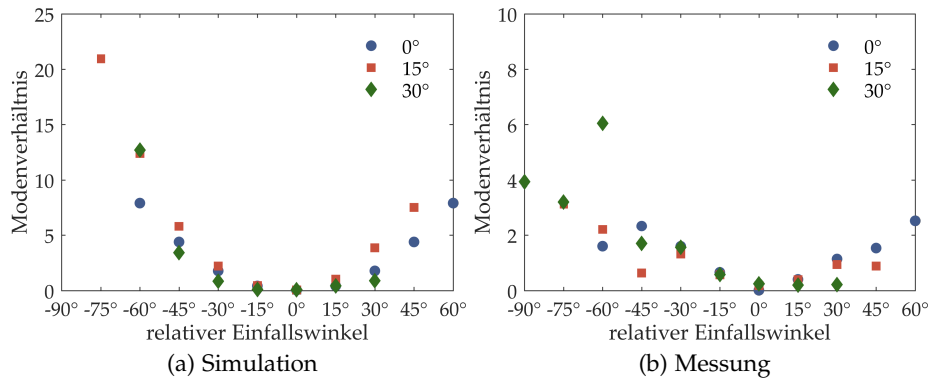 25
20
15
10
5
0
Modenverhältnis
0°
15°
30°
-90° -75° -60° -45° -30° -15° 0° 15° 30° 45° 60°
relativer Einfallswinkel
(a) Simulation
10
8
6
4
2
0
Modenverhältnis
0°
15°
30°
-90° -75° -60° -45° -30° -15° 0° 15° 30° 45° 60°
relativer Einfallswinkel
(b) Messung